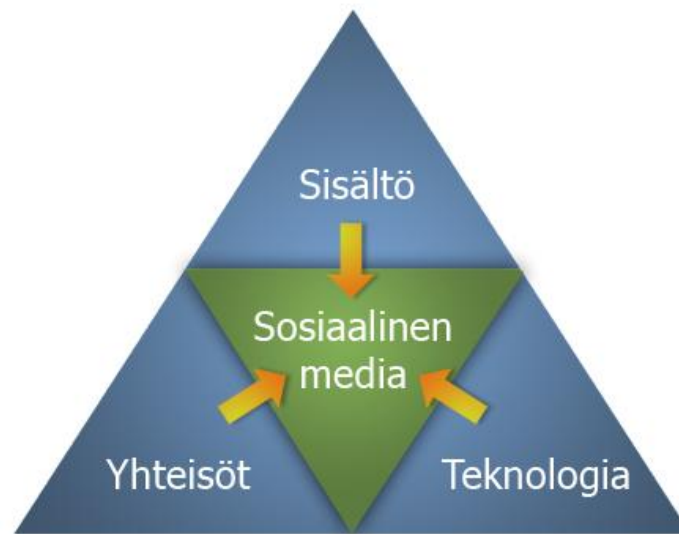 Sisältö
Sosiaalinen
media
Yhteisöt
Teknologia